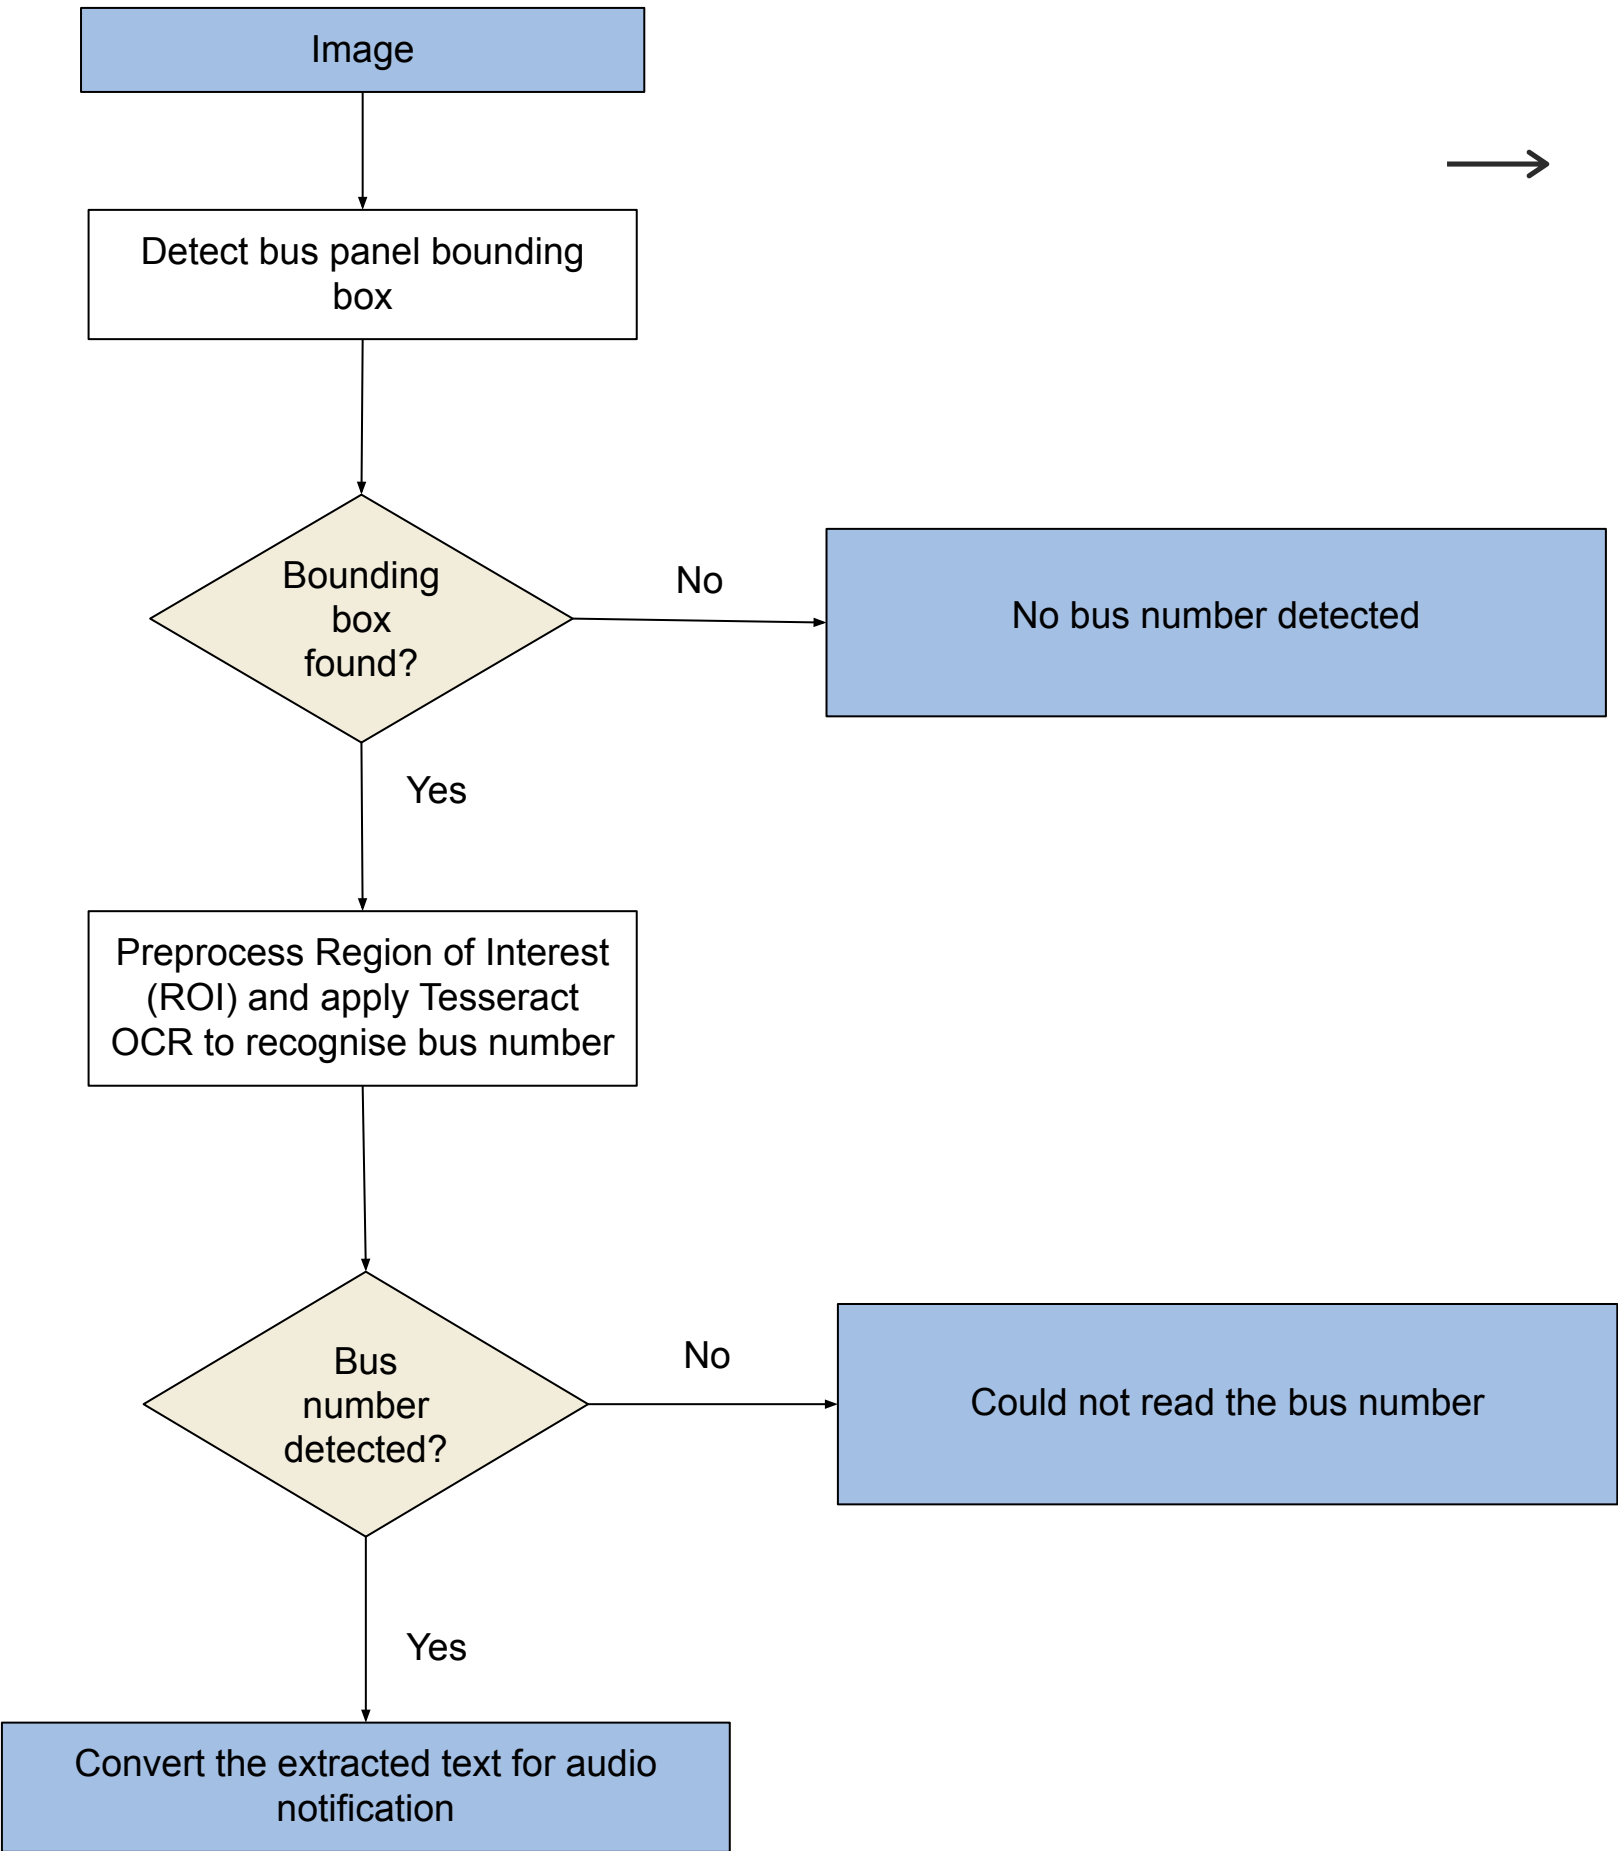 Image
Detect bus panel bounding
box
Bounding
box
found?
No
No bus number detected
Yes
Preprocess Region of Interest
(ROI) and apply Tesseract
OCR to recognise bus number
Bus
number
detected?
No
Could not read the bus number
Yes
Convert the extracted text for audio
notification